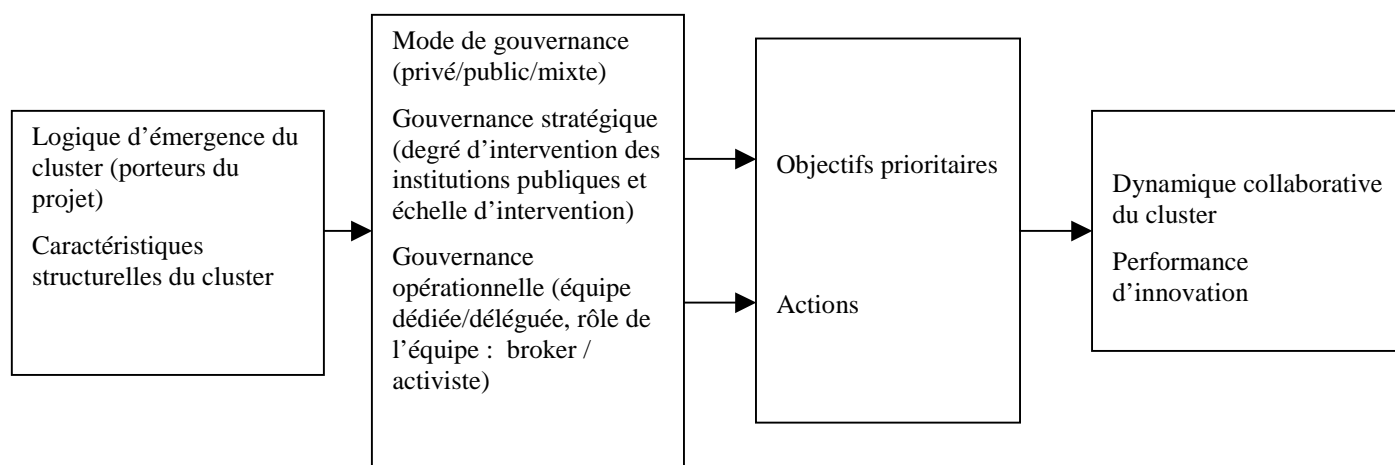 Logique d’émergence du
cluster (porteurs du
projet)
Caractéristiques
structurelles du cluster
Mode de gouvernance
(privé/public/mixte)
Gouvernance stratégique
(degré d’intervention des
institutions publiques et
échelle d’intervention)
Gouvernance
opérationnelle (équipe
dédiée/déléguée, rôle de
l’équipe : broker /
activiste)
Objectifs prioritaires
Actions
Dynamique collaborative
du cluster
Performance
d’innovation